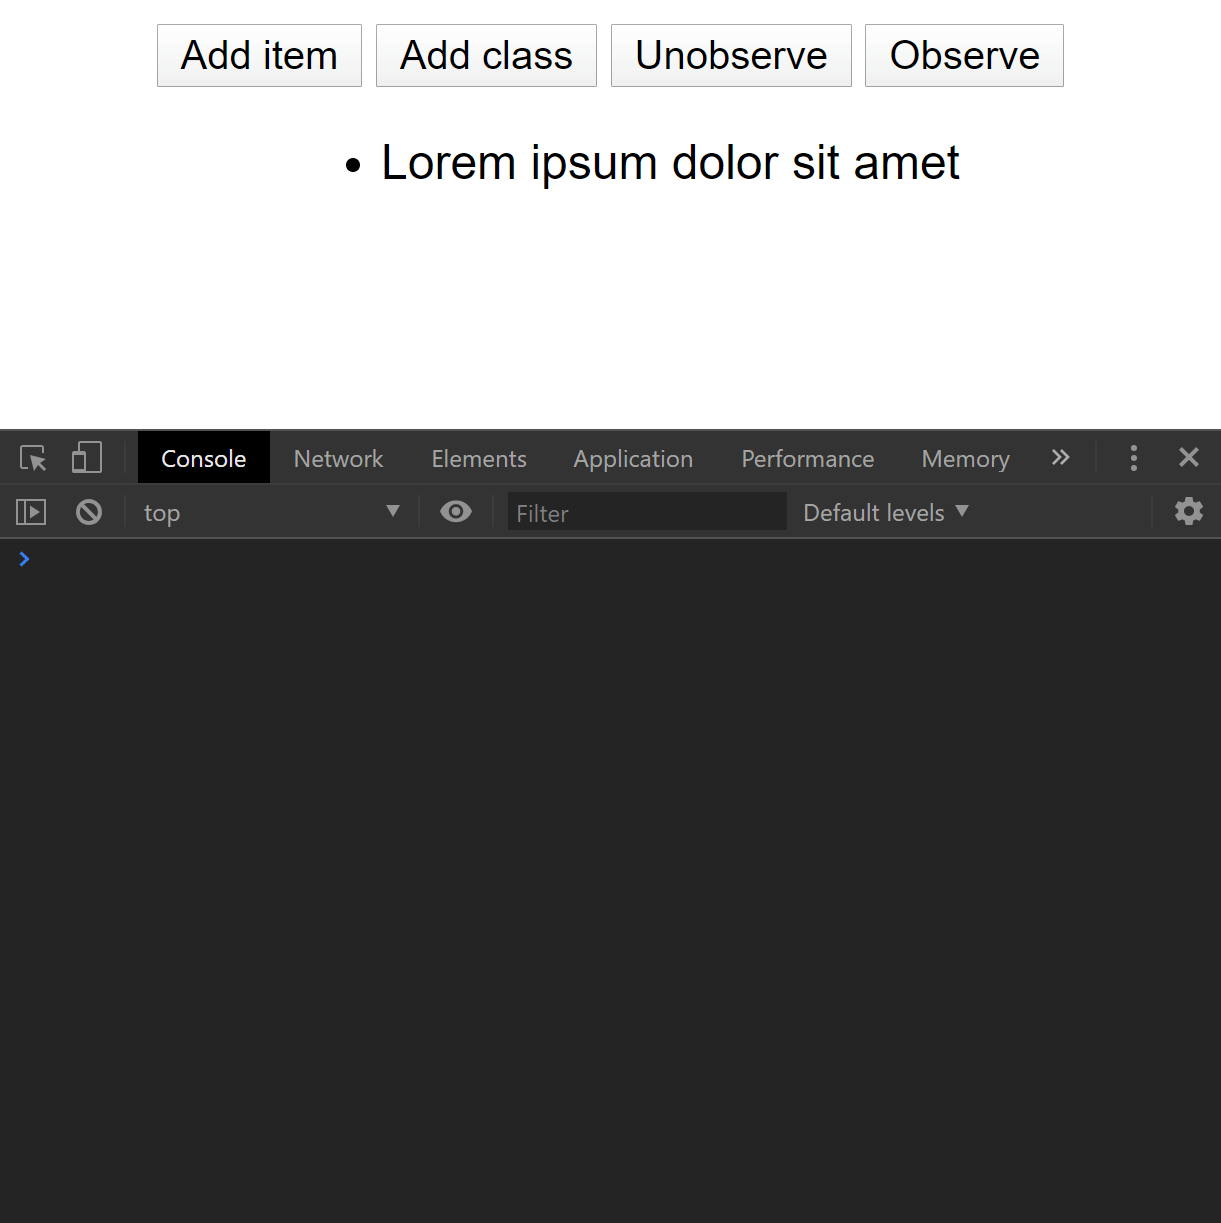 Add item Add class Unobserve Observe
• Lorem ipsum dolor sit amet
Console Network Elements Application Performance Memory
top Filter Default levels